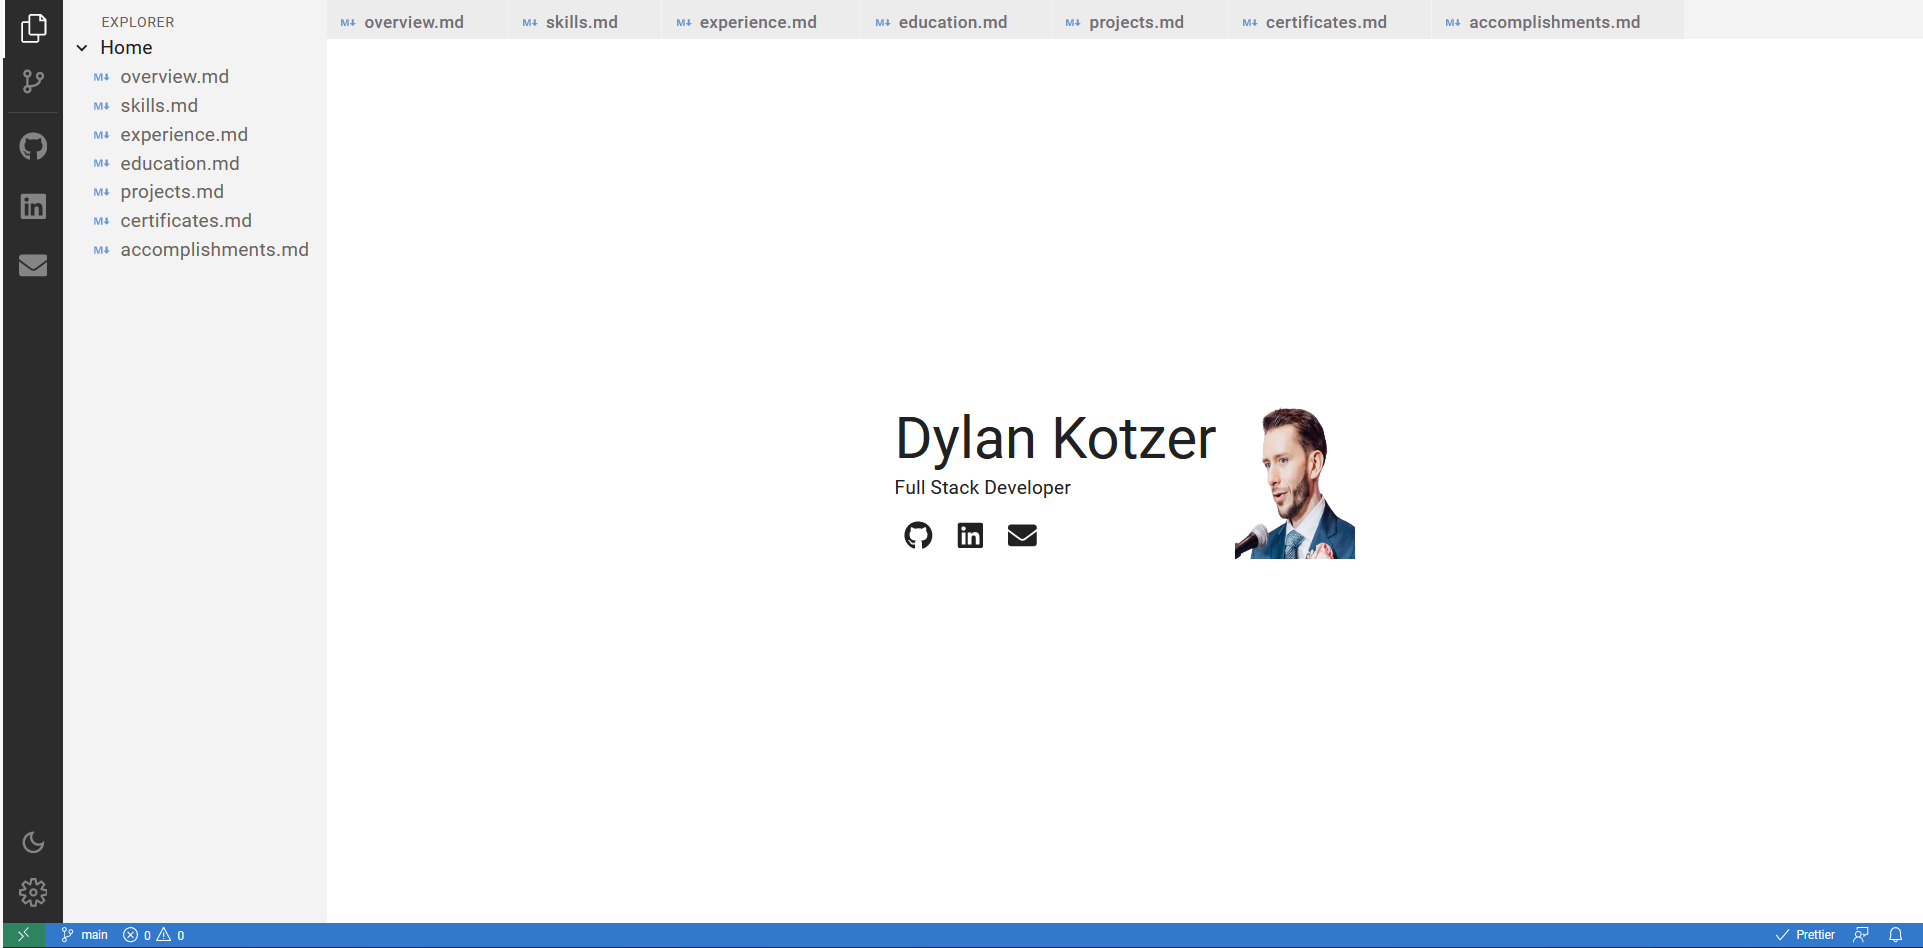 EXPLORER
Home
overview.md
skills.md
experience.md
education.md
projects.md
certificates.md
accomplishments.md
overview.md skills.md experience.md education.md projects.md certificates.md accomplishments.md
Dylan Kotzer
Full Stack Developer
main 0 0 Prettier